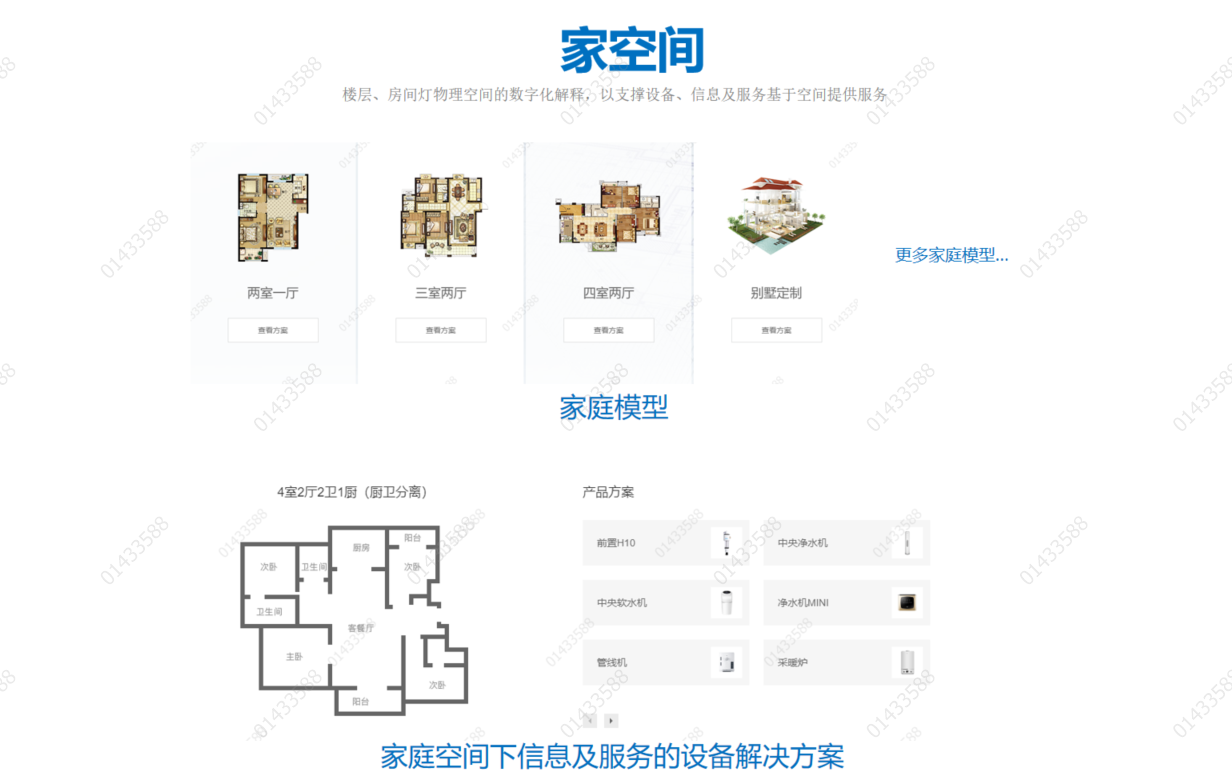 家空间
楼层、房间灯物理空间的数字化解释，以支撑设备、信息及服务基于空间提供服务
两室一厅
三室两厅
四室两厅
别墅定制
更多家庭模型...
查看方案
查看方案
查看方案
查看方案
家庭模型
4室2厅2卫1厨（厨卫分离）
厨房
阳台
次卧
卫生间
次卧
卫生间
客餐厅
主卧
次卧
阳台
产品方案
前置H10
中央净水机
中央软水机
净水机MINI
管线机
采暖炉
家庭空间下信息及服务的设备解决方案
01433588